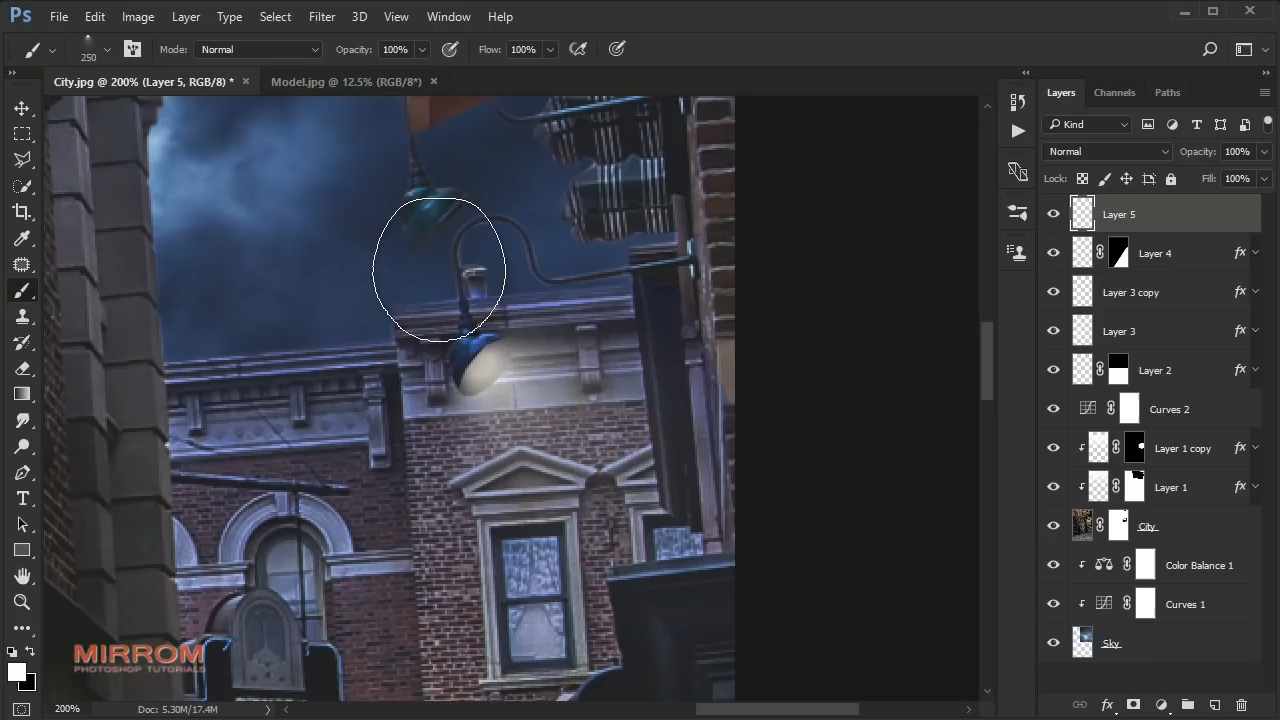 Ps File Edit Image Layer Type Select Filter 3D View Window Help
250 Mode: Normal Opacity: 100% Flow: 100%
City.jpg @ 200% (Layer 5, RGB/8) * Model.jpg @ 12.5% (RGB/8*)
Layers Channels Paths
Kind
Normal Opacity: 100%
Lock: Fill: 100%
Layer 5
Layer 4 fx
Layer 3 copy fx
Layer 3 fx
Layer 2 fx
Curves 2
Layer 1 copy fx
Layer 1 fx
City
Color Balance 1
Curves 1
Sky
MIRROM
PHOTOSHOP TUTORIALS
200% Doc: 5.30M/17.4M